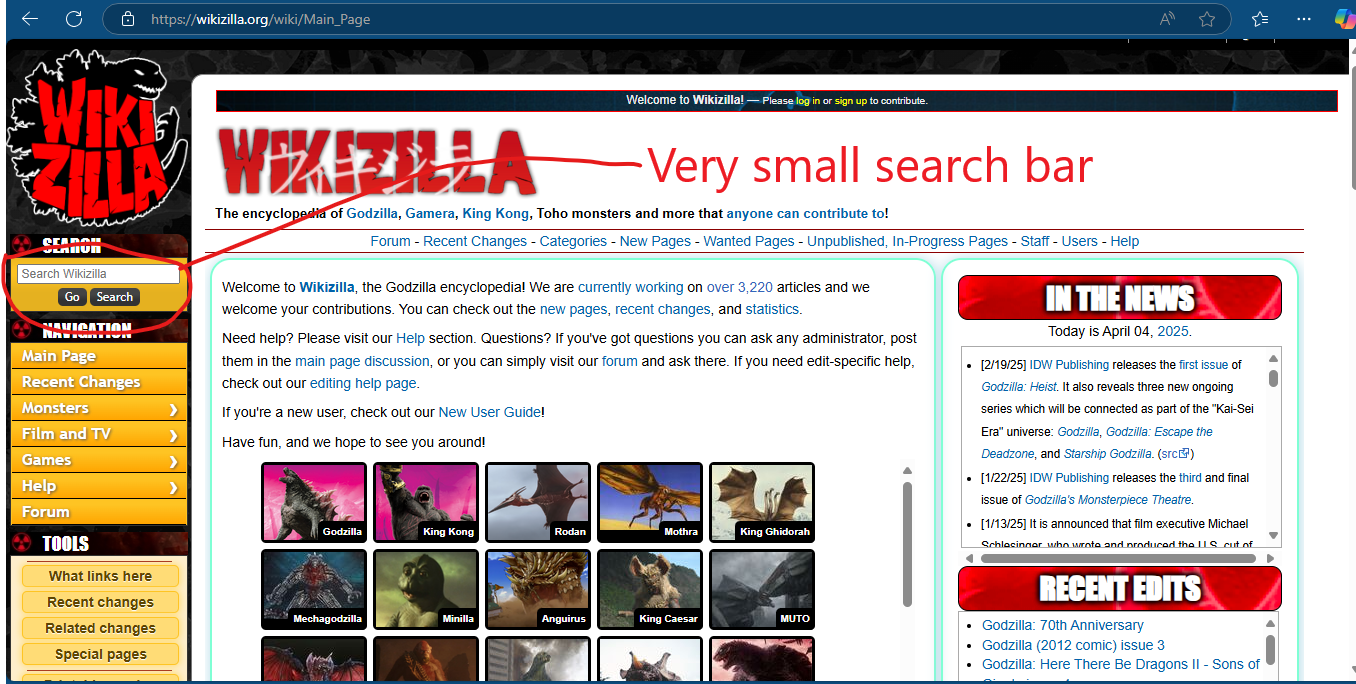 https://wikizilla.org/wiki/Main_Page
WIKI
ZILLA
Welcome to Wikizilla! — Please log in or sign up to contribute.
WIKIZILLA
ウィキジラ
Very small search bar
The encyclopedia of Godzilla, Gamera, King Kong, Toho monsters and more that anyone can contribute to!
Forum - Recent Changes - Categories - New Pages - Wanted Pages - Unpublished, In-Progress Pages - Staff - Users - Help
SEARCH
Search Wikizilla
Go Search
NAVIGATION
Main Page
Recent Changes
Monsters
Film and TV
Games
Help
Forum
TOOLS
What links here
Recent changes
Related changes
Special pages
Welcome to Wikizilla, the Godzilla encyclopedia! We are currently working on over 3,220 articles and we
welcome your contributions. You can check out the new pages, recent changes, and statistics.
Need help? Please visit our Help section. Questions? If you've got questions you can ask any administrator, post
them in the main page discussion, or you can simply visit our forum and ask there. If you need edit-specific help,
check out our editing help page.
If you're a new user, check out our New User Guide!
Have fun, and we hope to see you around!
Godzilla
King Kong
Rodan
Mothra
King Ghidorah
Mechagodzilla
Minilla
Anguirus
King Caesar
MUTO
IN THE NEWS
Today is April 04, 2025.
[2/19/25] IDW Publishing releases the first issue of
Godzilla: Heist. It also reveals three new ongoing
series which will be connected as part of the "Kai-Sei
Era" universe: Godzilla, Godzilla: Escape the
Deadzone, and Starship Godzilla. (src)
[1/22/25] IDW Publishing releases the third and final
issue of Godzilla's Monsterpiece Theatre.
[1/13/25] It is announced that film executive Michael
Schlesinger, who wrote and produced the U.S. cut of
RECENT EDITS
Godzilla: 70th Anniversary
Godzilla (2012 comic) issue 3
Godzilla: Here There Be Dragons II - Sons of